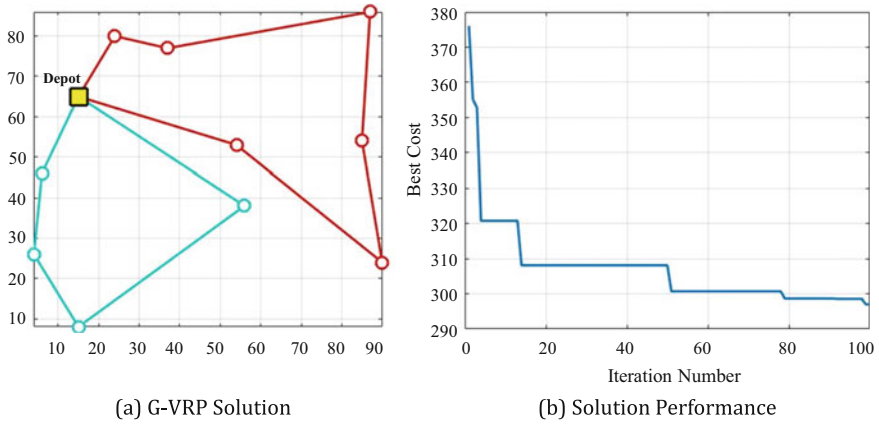 80
70
Depot
60
50
40
30
20
10
10 20 30 40 50 60 70 80 90
(a) G-VRP Solution
380
370
360
350
340
330
320
310
300
290
Best Cost
0 20 40 60 80 100
Iteration Number
(b) Solution Performance